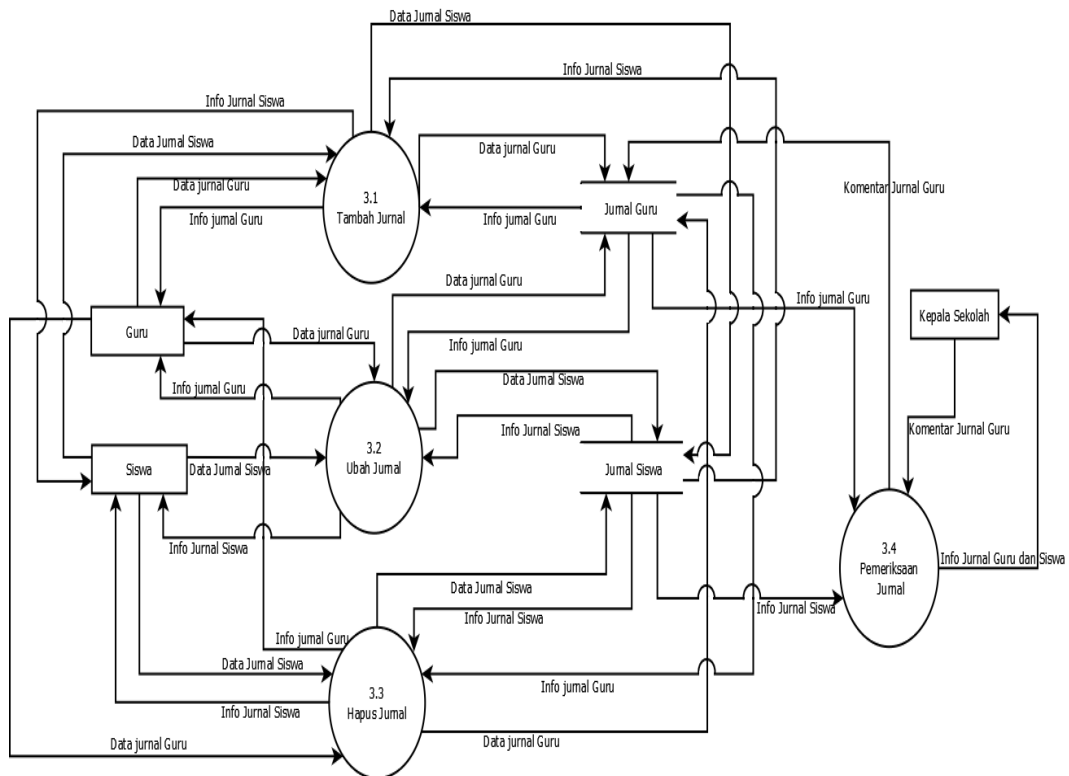 Data Jurnal Siswa
Info Jurnal Siswa
Info Jurnal Siswa
Data Jurnal Siswa
Data jurnal Guru
Data jurnal Guru
Komentar Jurnal Guru
3.1
Tambah Jurnal
Info jurnal Guru
Info jurnal Guru
Jurnal Guru
Data jurnal Guru
Info jurnal Guru
Kepala Sekolah
Guru
Data jurnal Guru
Info jurnal Guru
Info jurnal Guru
Data Jurnal Siswa
Info Jurnal Siswa
Komentar Jurnal Guru
3.2
Ubah Jurnal
Siswa
Data Jurnal Siswa
Jurnal Siswa
Info Jurnal Siswa
3.4
Pemeriksaan
Jurnal
Info Jurnal Guru dan Siswa
Data Jurnal Siswa
Info Jurnal Siswa
Info Jurnal Siswa
Info jurnal Guru
Data Jurnal Siswa
Info jurnal Guru
3.3
Hapus Jurnal
Info Jurnal Siswa
Data jurnal Guru
Data jurnal Guru